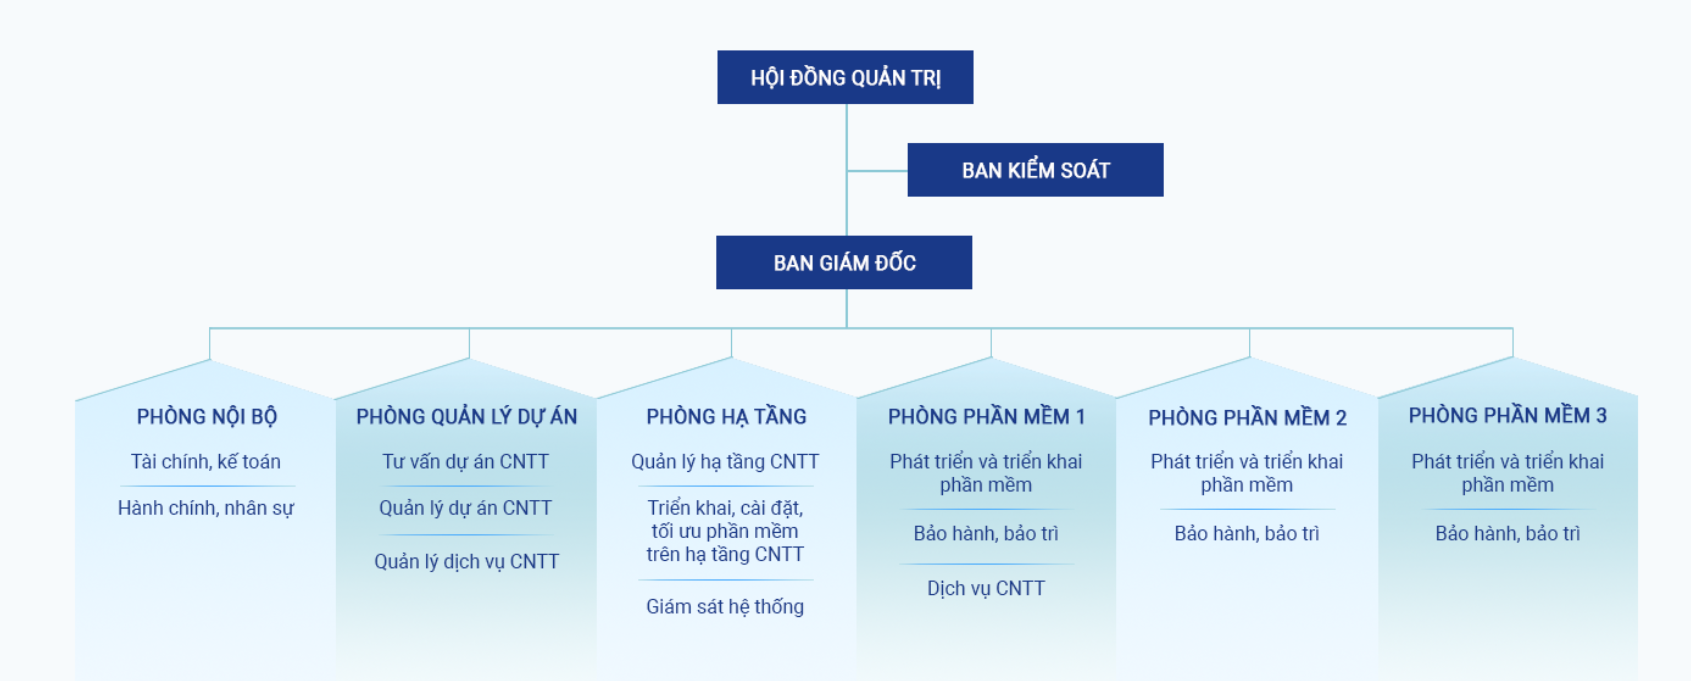 HỘI ĐỒNG QUẢN TRỊ
BAN KIỂM SOÁT
BAN GIÁM ĐỐC
PHÒNG NỘI BỘ
Tài chính, kế toán
Hành chính, nhân sự
PHÒNG QUẢN LÝ DỰ ÁN
Tư vấn dự án CNTT
Quản lý dự án CNTT
Quản lý dịch vụ CNTT
PHÒNG HẠ TẦNG
Quản lý hạ tầng CNTT
Triển khai, cài đặt,
tối ưu phần mềm
trên hạ tầng CNTT
Giám sát hệ thống
PHÒNG PHẦN MỀM 1
Phát triển và triển khai
phần mềm
Bảo hành, bảo trì
Dịch vụ CNTT
PHÒNG PHẦN MỀM 2
Phát triển và triển khai
phần mềm
Bảo hành, bảo trì
PHÒNG PHẦN MỀM 3
Phát triển và triển khai
phần mềm
Bảo hành, bảo trì